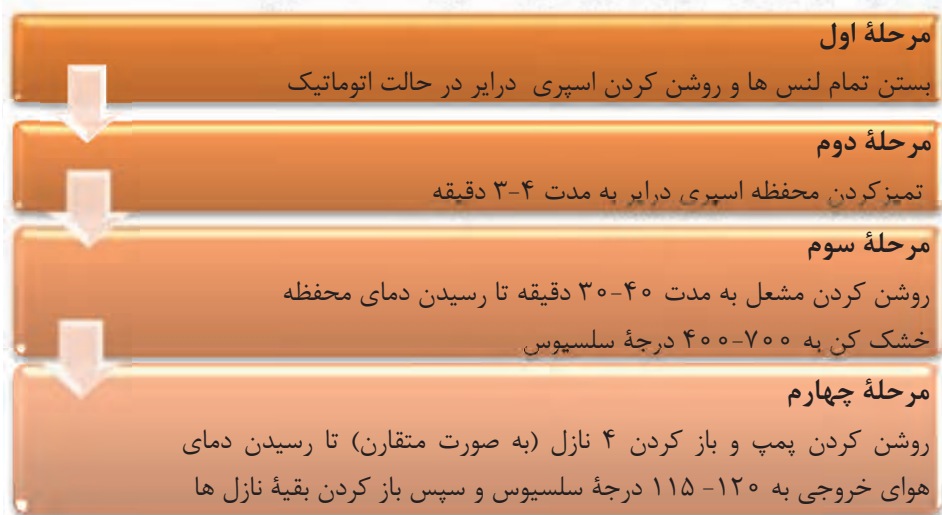 مرحلهٔ اول
بستن تمام لنس ها و روشن کردن اسپری درایر در حالت اتوماتیک
مرحلهٔ دوم
تمیزکردن محفظه اسپری درایر به مدت ۴-۳ دقیقه
مرحلهٔ سوم
روشن کردن مشعل به مدت ۴۰-۳۰ دقیقه تا رسیدن دمای محفظه
خشک کن به ۷۰۰-۴۰۰ درجهٔ سلسیوس
مرحلهٔ چهارم
روشن کردن پمپ و باز کردن ۴ نازل (به صورت متقارن) تا رسیدن دمای
هوای خروجی به ۱۲۰- ۱۱۵ درجهٔ سلسیوس و سپس باز کردن بقیهٔ نازل ها